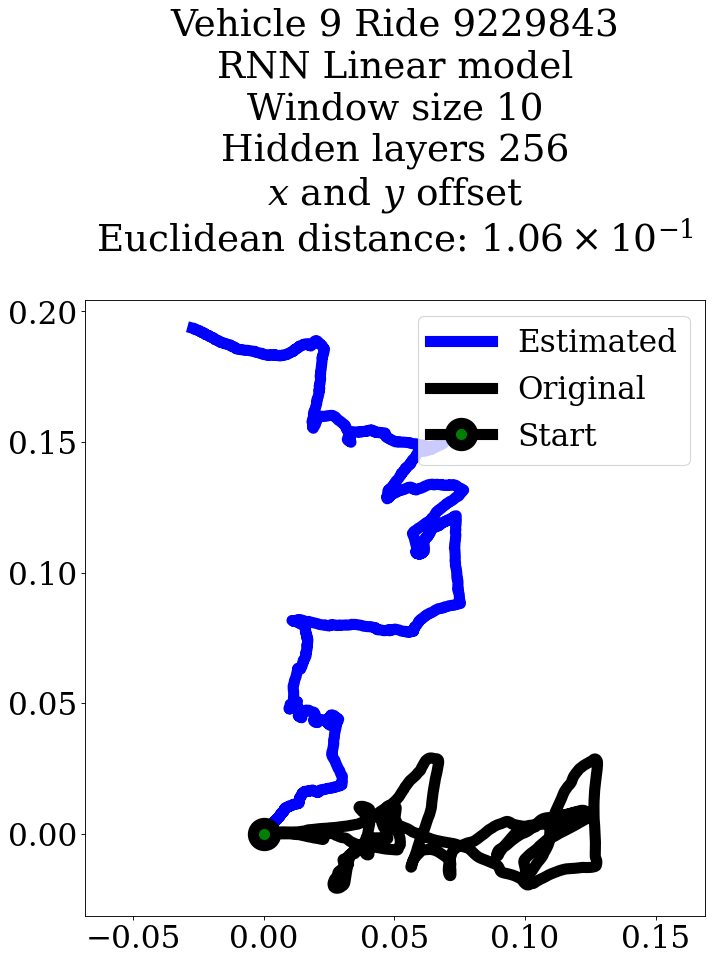 Vehicle 9 Ride 9229843
RNN Linear model
Window size 10
Hidden layers 256
x and y offset
Euclidean distance: 1.06 × 10⁻¹
0.20
0.15
0.10
0.05
0.00
Estimated
Original
Start
−0.05 0.00 0.05 0.10 0.15